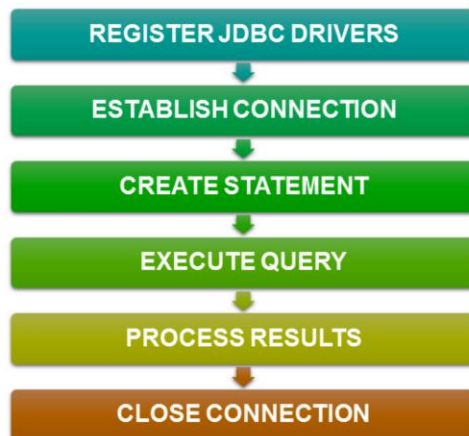 REGISTER JDBC DRIVERS
ESTABLISH CONNECTION
CREATE STATEMENT
EXECUTE QUERY
PROCESS RESULTS
CLOSE CONNECTION